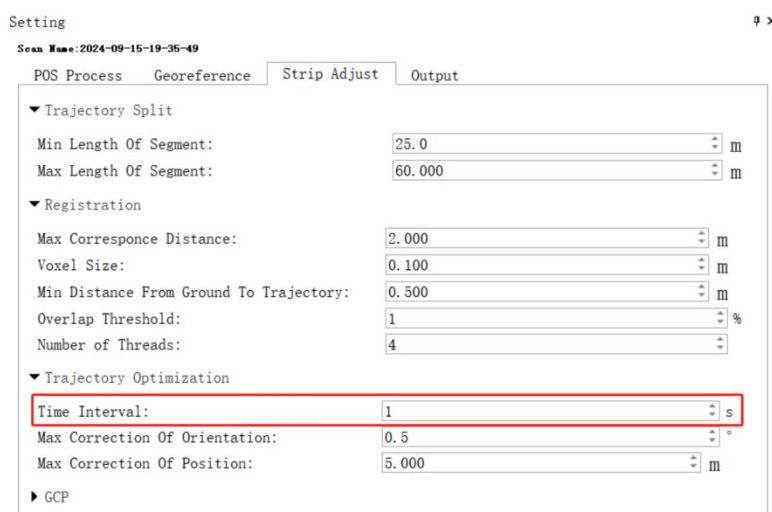 Setting
Scan Name:2024-09-15-19-35-49
POS Process Georeference Strip Adjust Output
Trajectory Split
Min Length Of Segment: 25.0 m
Max Length Of Segment: 60.000 m
Registration
Max Corresponce Distance: 2.000 m
Voxel Size: 0.100 m
Min Distance From Ground To Trajectory: 0.500 m
Overlap Threshold: 1 %
Number of Threads: 4
Trajectory Optimization
Time Interval: 1 s
Max Correction Of Orientation: 0.5 °
Max Correction Of Position: 5.000 m
GCP